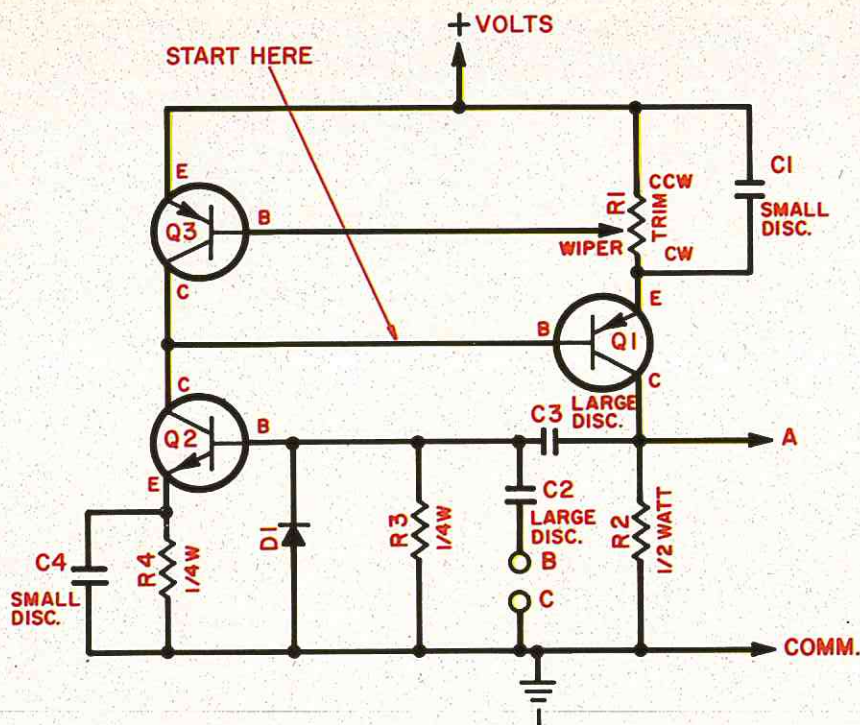 + VOLTS
START HERE
E
CCW
C1
R1
TRIM
SMALL
DISC.
Q3
B
WIPER
CW
C
E
B
Q1
C
C
C3
LARGE
DISC.
Q2
B
A
E
C2
LARGE
DISC.
R3
1/4W
R2
1/2 WATT
D1
B
C4
R4
1/4W
C
SMALL
DISC.
COMM.